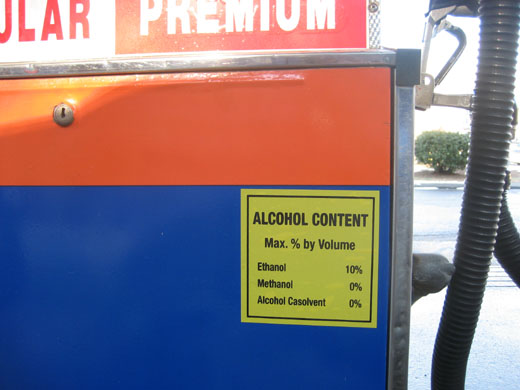 ULAR PREMIUM
ALCOHOL CONTENT
Max. % by Volume
Ethanol 10%
Methanol 0%
Alcohol Casolvent 0%